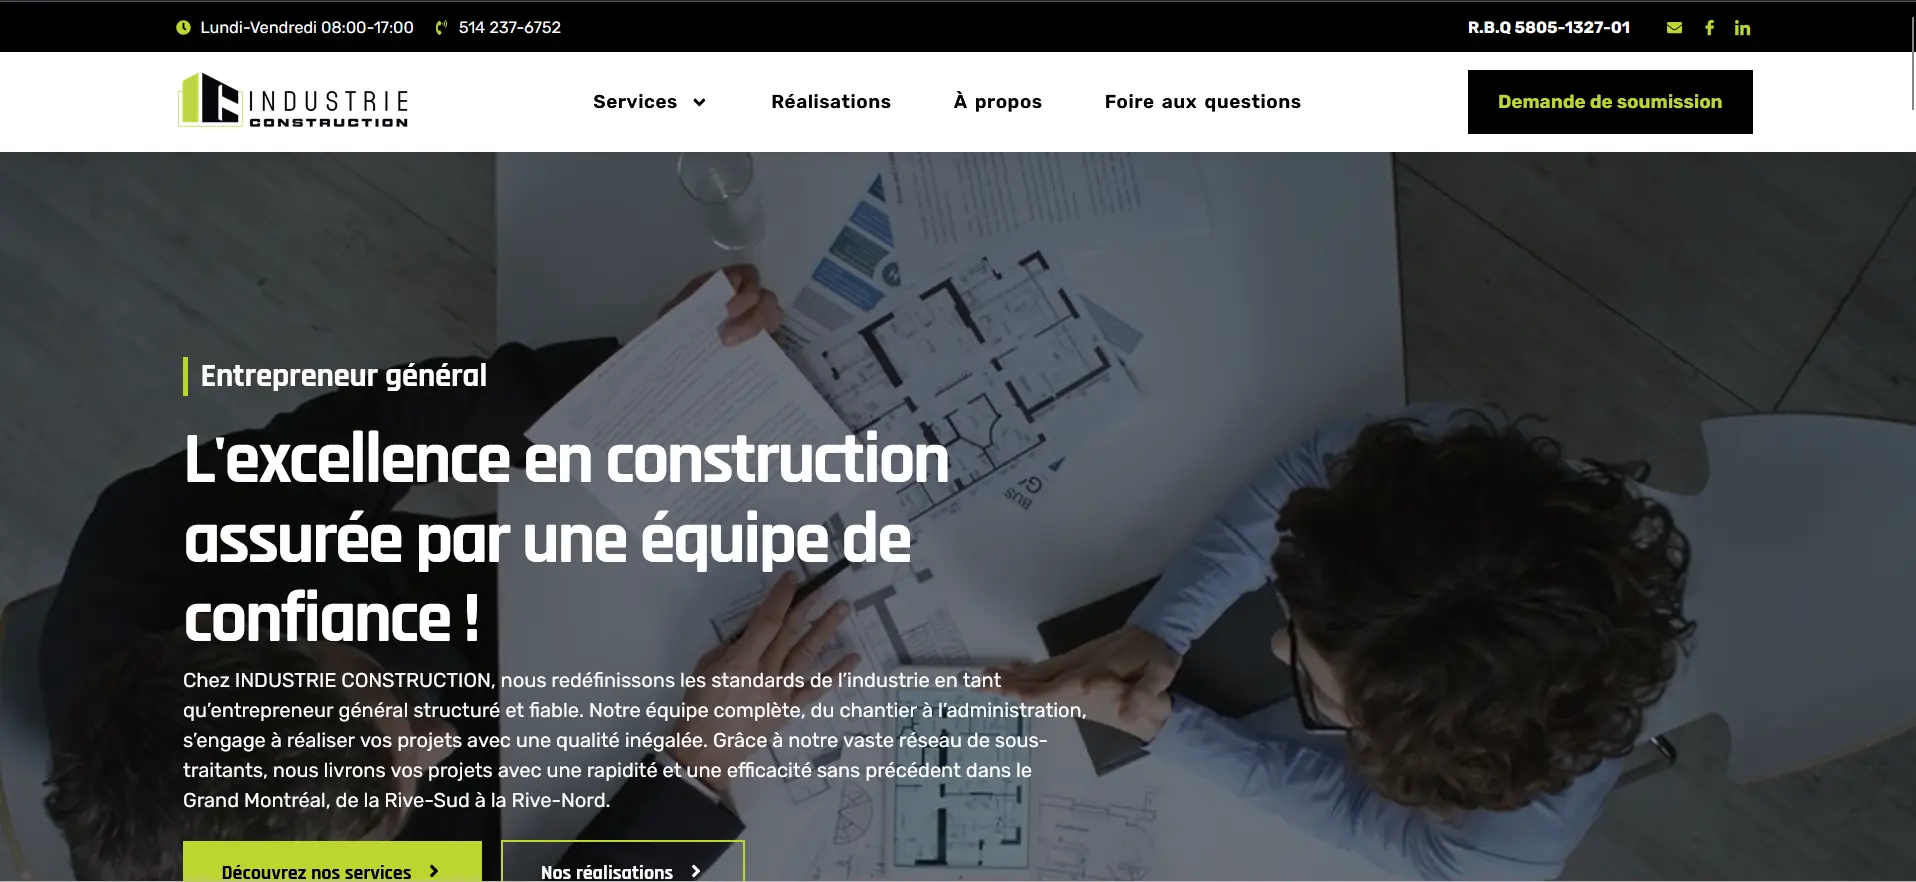 Lundi-Vendredi 08:00-17:00 514 237-6752 R.B.Q 5805-1327-01
INDUSTRIE
CONSTRUCTION
Services Réalisations À propos Foire aux questions Demande de soumission
Entrepreneur général
L'excellence en construction
assurée par une équipe de
confiance !
Chez INDUSTRIE CONSTRUCTION, nous redéfinissons les standards de l’industrie en tant
qu’entrepreneur général structuré et fiable. Notre équipe complète, du chantier à l’administration,
s’engage à réaliser vos projets avec une qualité inégalée. Grâce à notre vaste réseau de sous-
traitants, nous livrons vos projets avec une rapidité et une efficacité sans précédent dans le
Grand Montréal, de la Rive-Sud à la Rive-Nord.
Découvrez nos services Nos réalisations
BUS